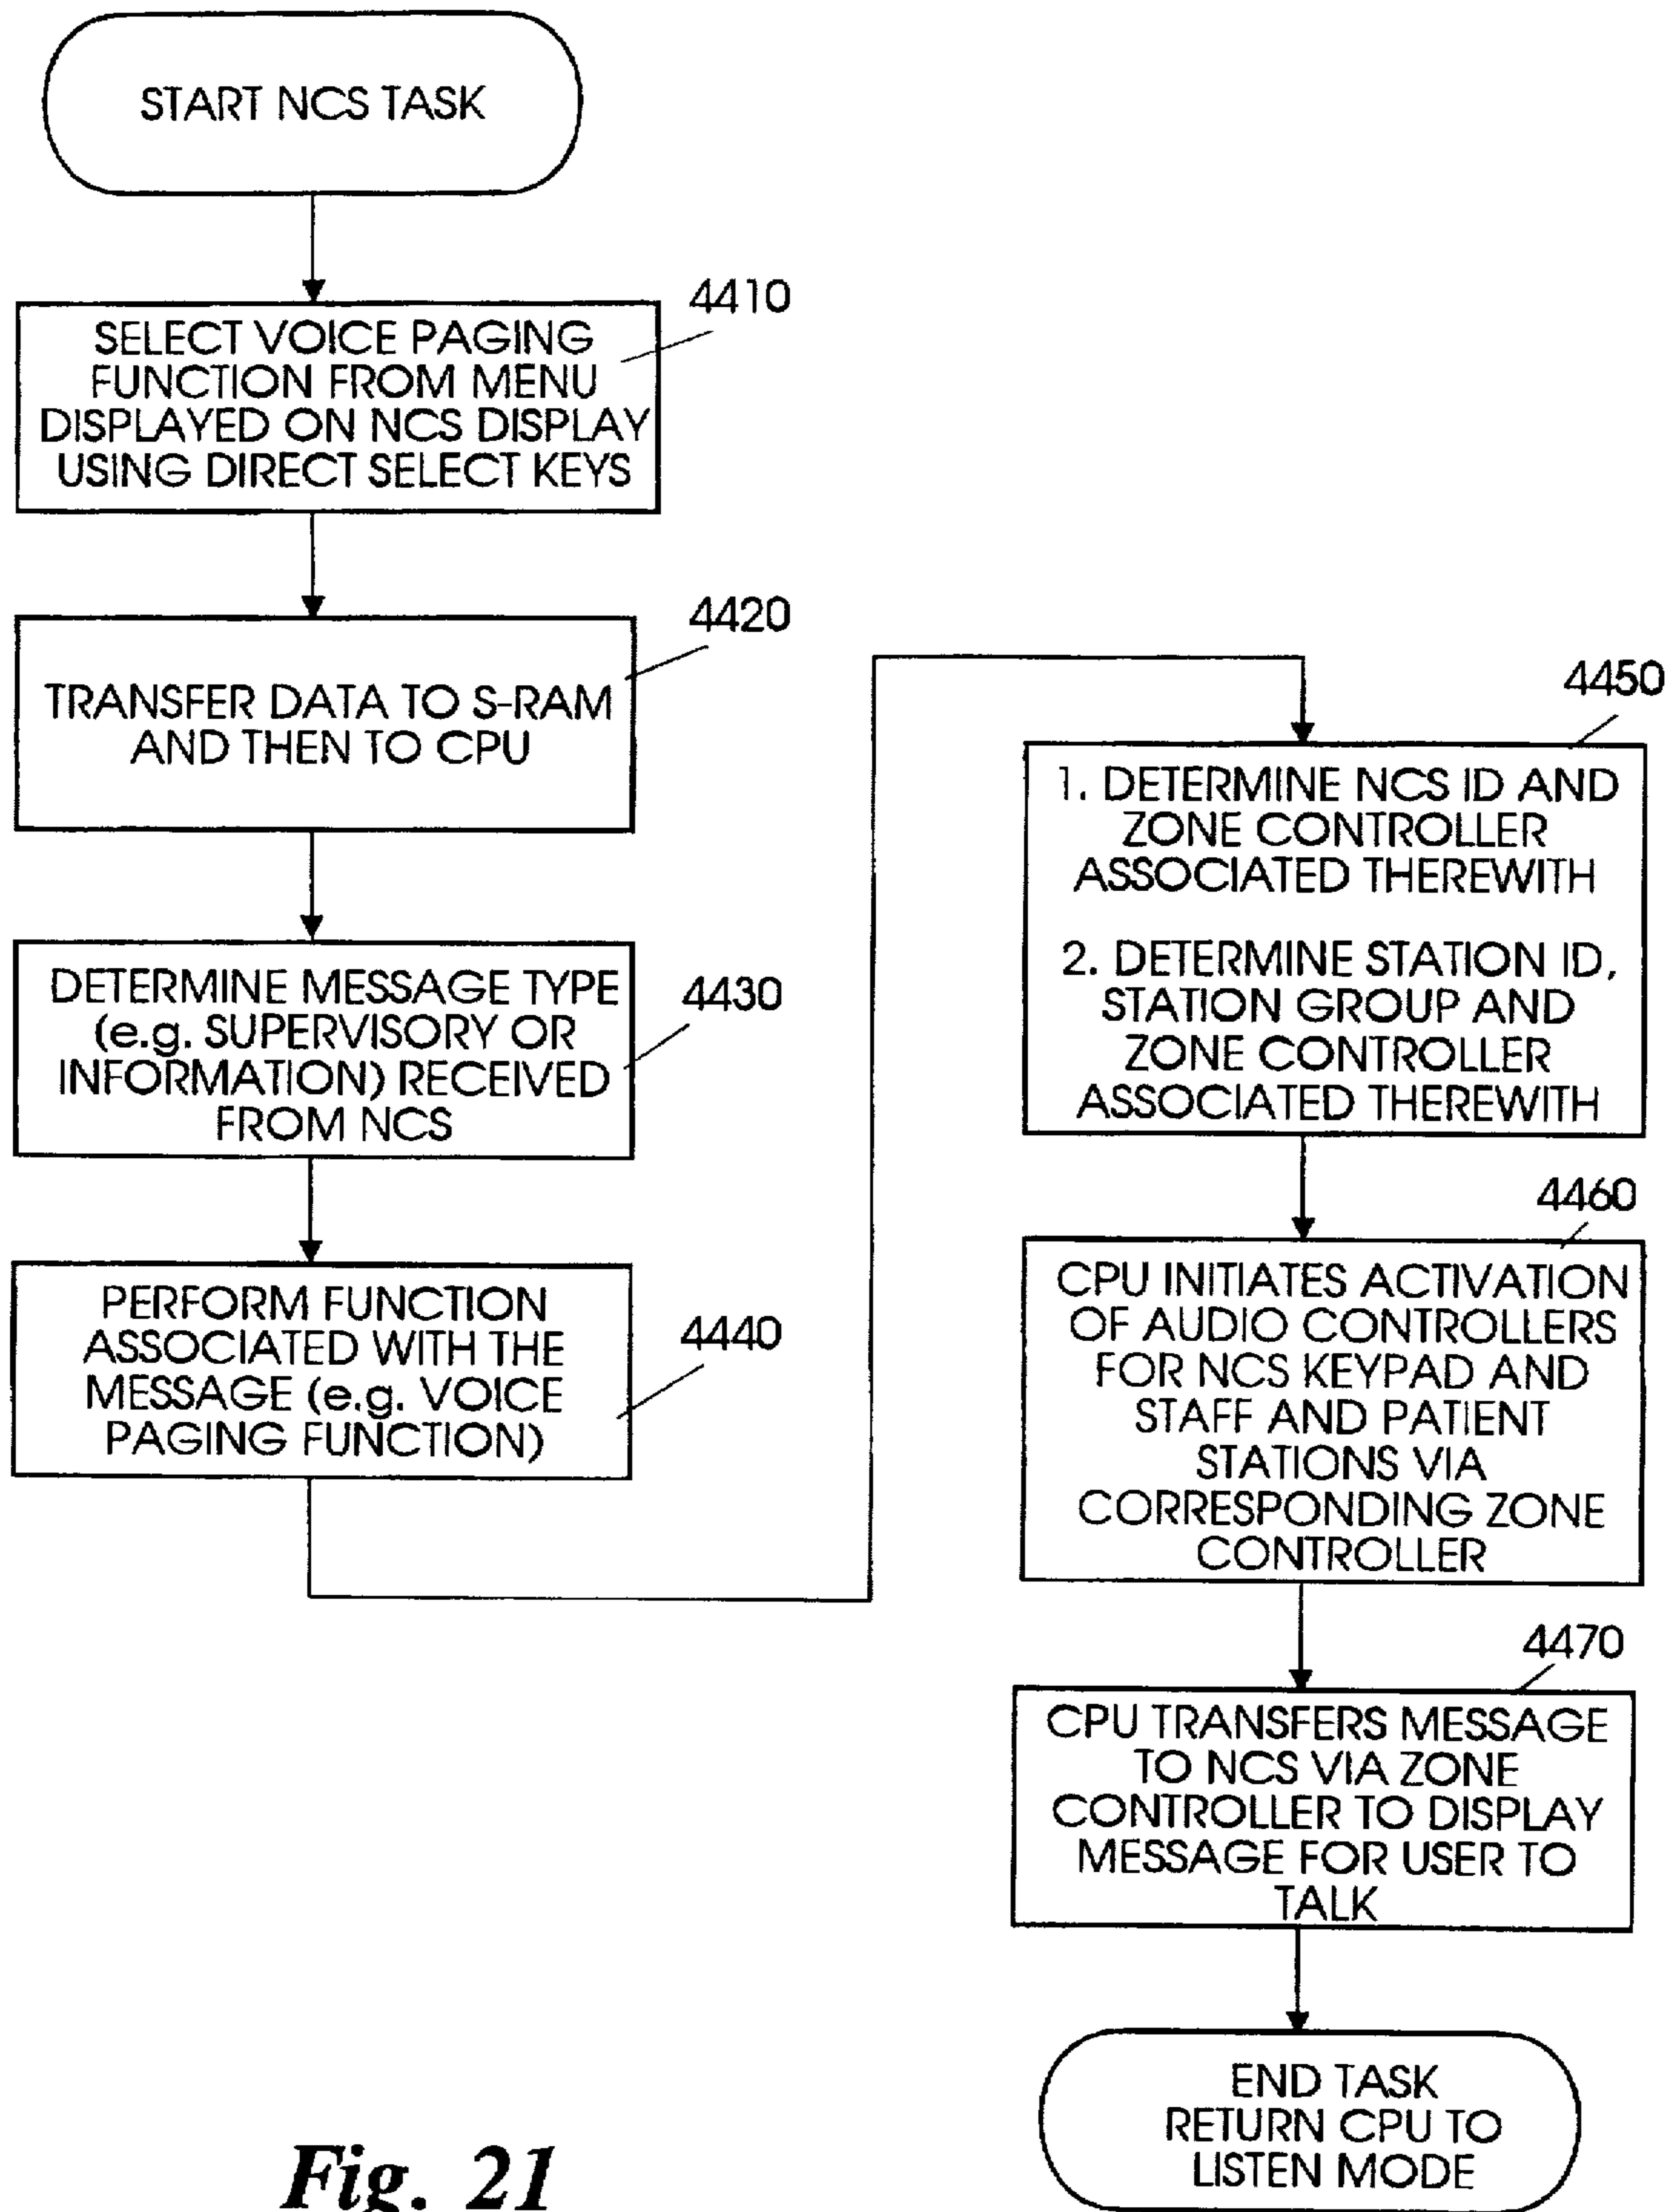 START NCS TASK
4410
SELECT VOICE PAGING
FUNCTION FROM MENU
DISPLAYED ON NCS DISPLAY
USING DIRECT SELECT KEYS
4420
TRANSFER DATA TO S-RAM
AND THEN TO CPU
4430
DETERMINE MESSAGE TYPE
(e.g. SUPERVISORY OR
INFORMATION) RECEIVED
FROM NCS
4440
PERFORM FUNCTION
ASSOCIATED WITH THE
MESSAGE (e.g. VOICE
PAGING FUNCTION)
4450
1. DETERMINE NCS ID AND
ZONE CONTROLLER
ASSOCIATED THEREWITH
2. DETERMINE STATION ID,
STATION GROUP AND
ZONE CONTROLLER
ASSOCIATED THEREWITH
4460
CPU INITIATES ACTIVATION
OF AUDIO CONTROLLERS
FOR NCS KEYPAD AND
STAFF AND PATIENT
STATIONS VIA
CORRESPONDING ZONE
CONTROLLER
4470
CPU TRANSFERS MESSAGE
TO NCS VIA ZONE
CONTROLLER TO DISPLAY
MESSAGE FOR USER TO
TALK
END TASK
RETURN CPU TO
LISTEN MODE
Fig. 21